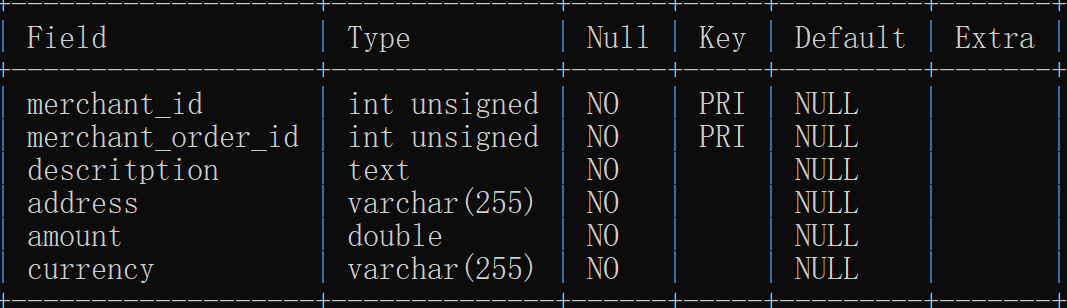 Field Type Null Key Default Extra
merchant_id int unsigned NO PRI NULL
merchant_order_id int unsigned NO PRI NULL
descritption text NO NULL
address varchar(255) NO NULL
amount double NO NULL
currency varchar(255) NO NULL